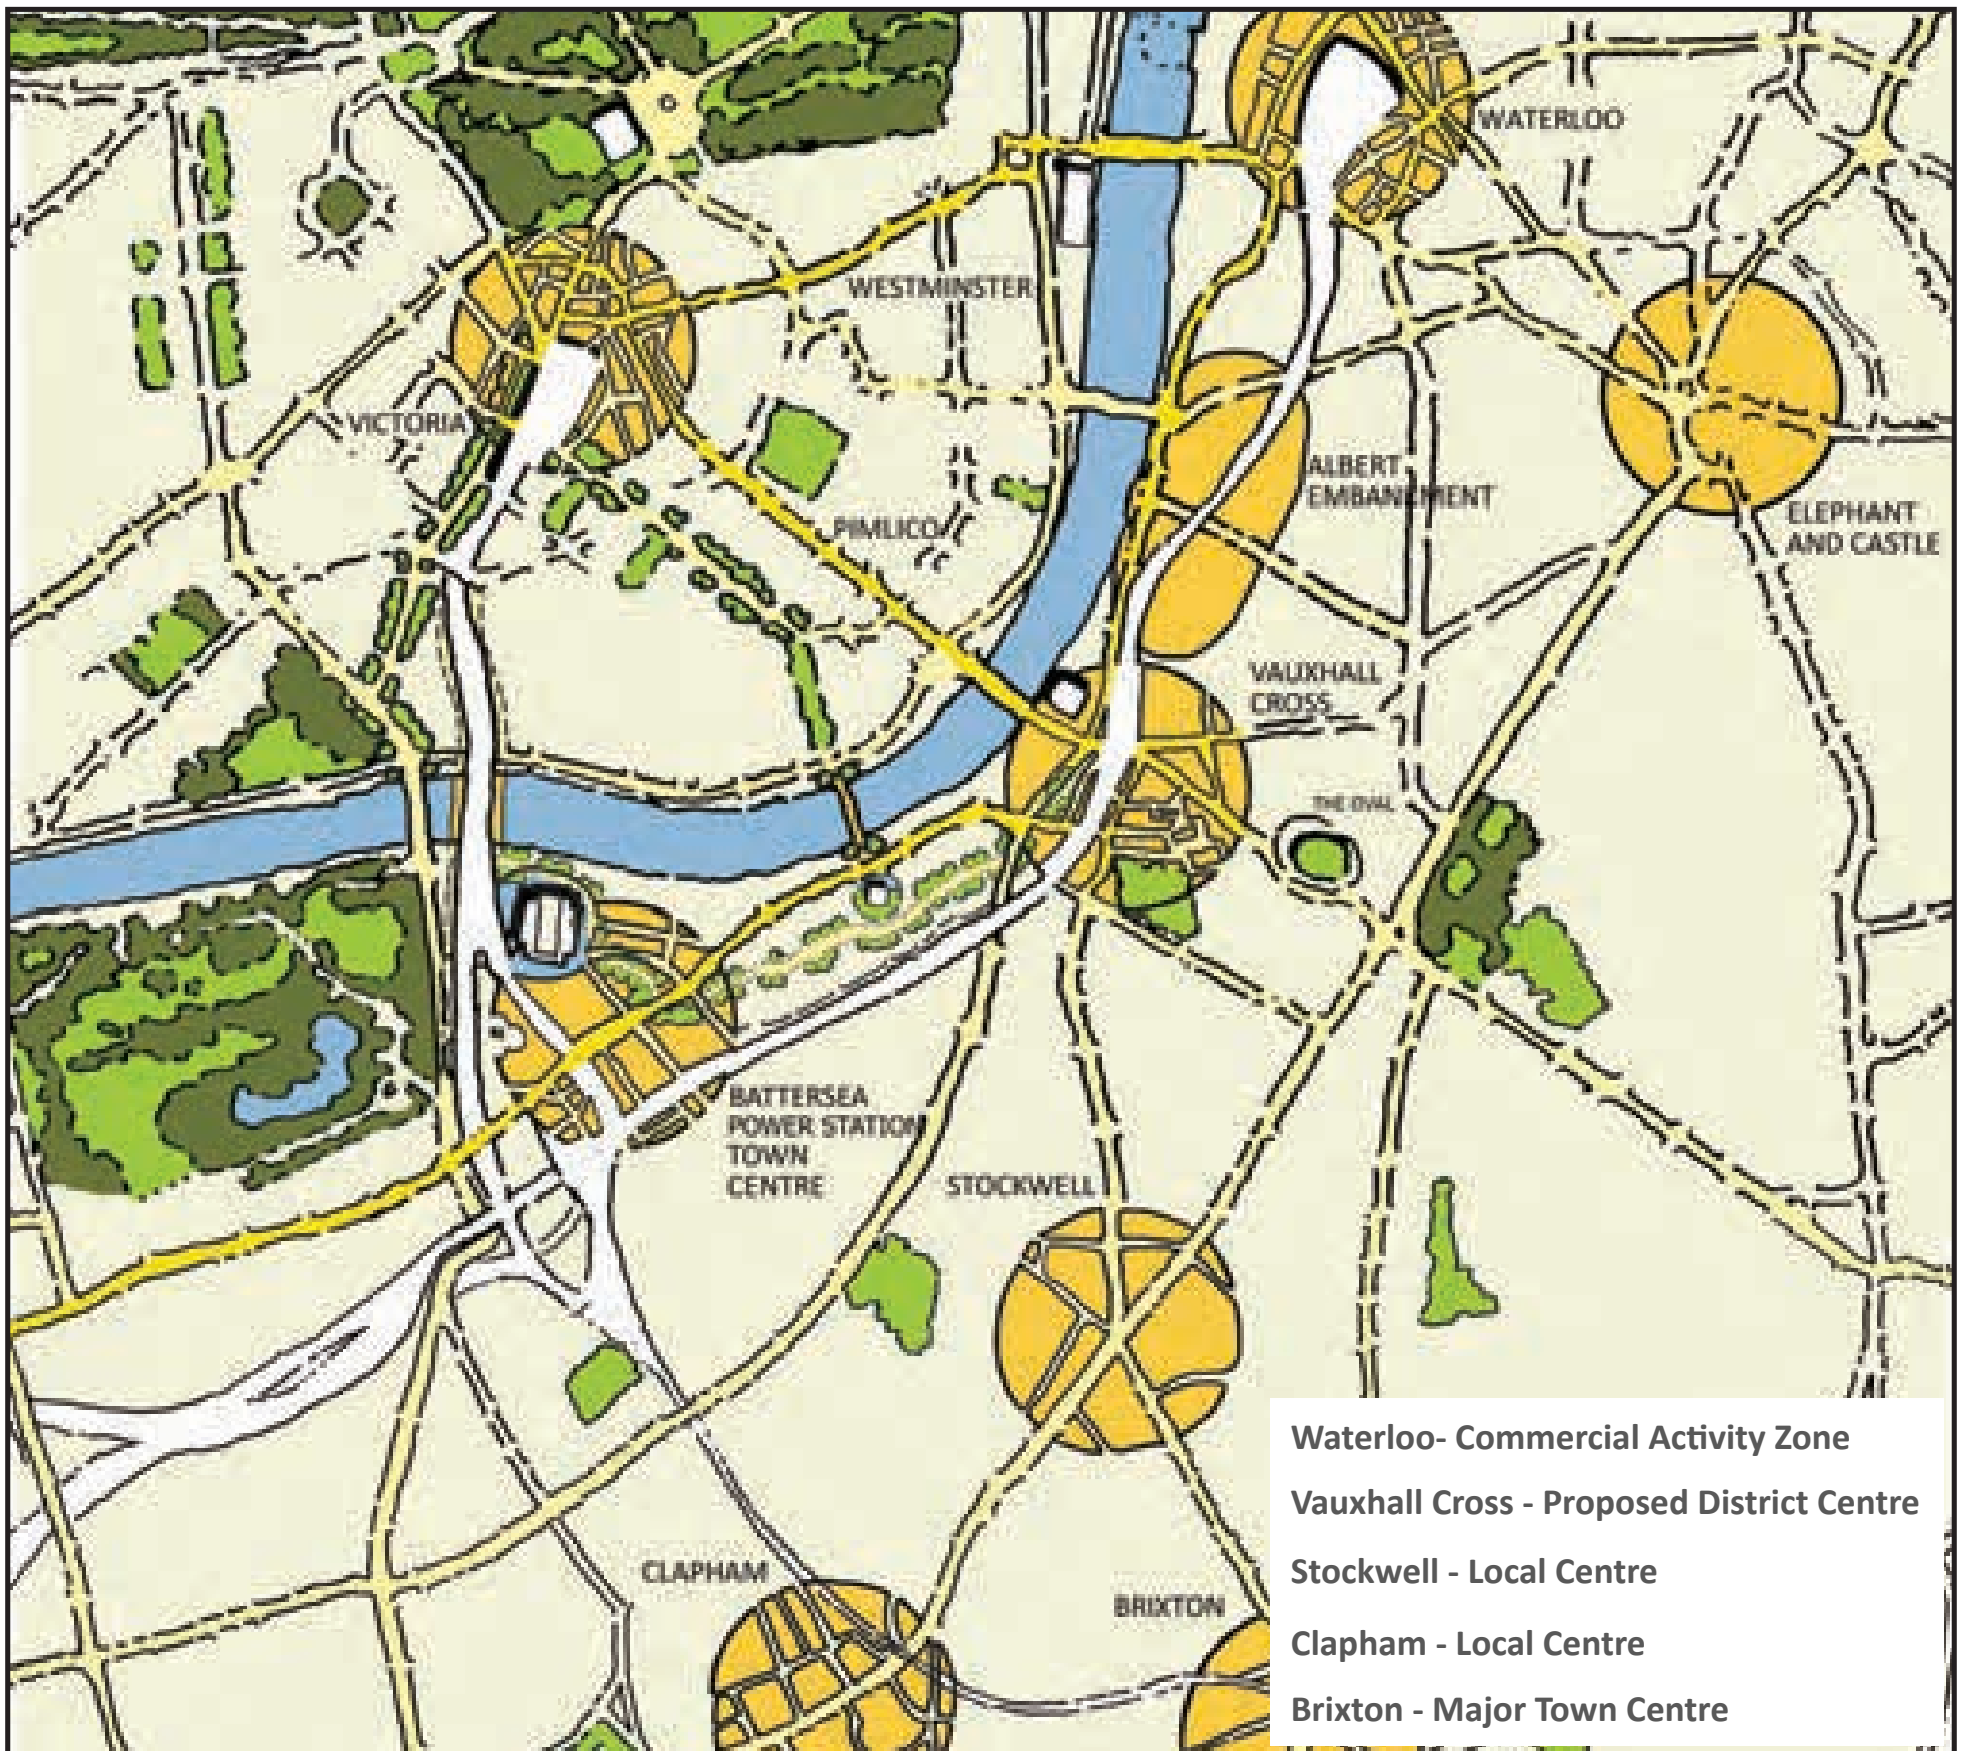 WATERLOO
WESTMINSTER
VICTORIA
ALBERT
EMBANKMENT
PIMLICO
ELEPHANT
AND CASTLE
VAUXHALL
CROSS
THE OVAL
BATTERSEA
POWER STATION
TOWN
CENTRE
STOCKWELL
CLAPHAM
BRIXTON
Waterloo- Commercial Activity Zone
Vauxhall Cross - Proposed District Centre
Stockwell - Local Centre
Clapham - Local Centre
Brixton - Major Town Centre